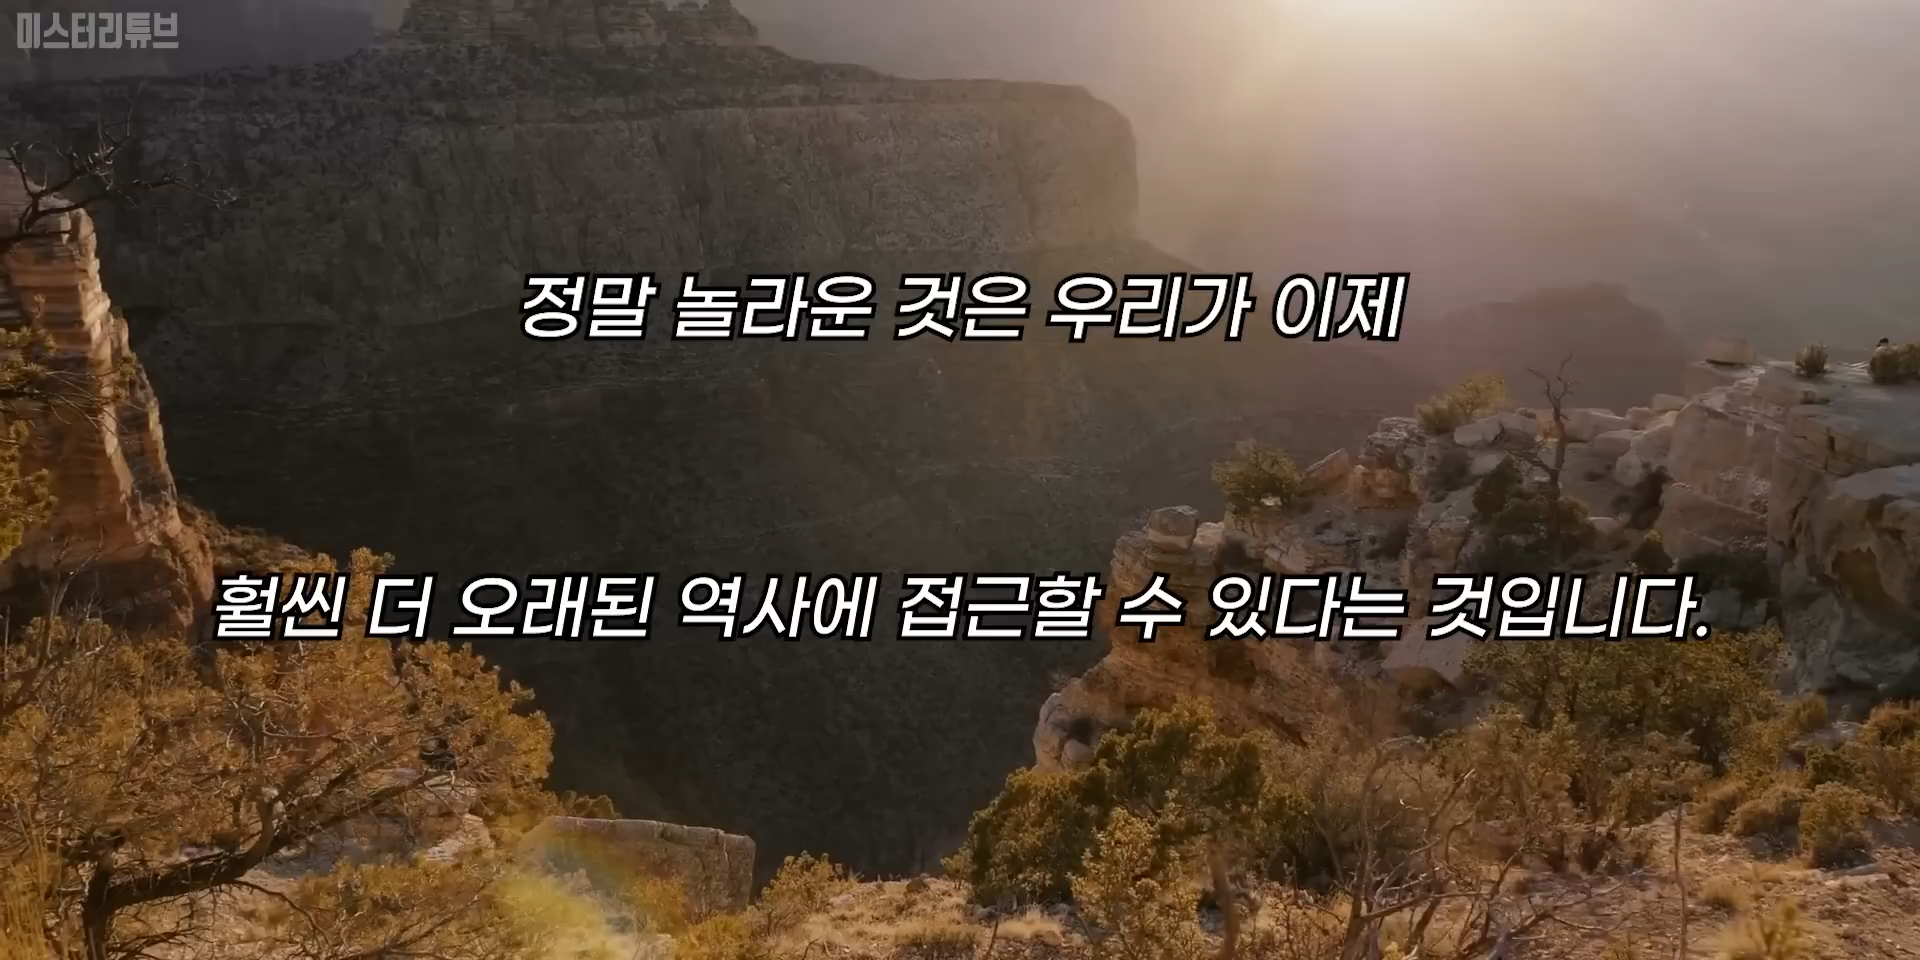 미스터리튜브
정말 놀라운 것은 우리가 이제
훨씬 더 오래된 역사에 접근할 수 있다는 것입니다.